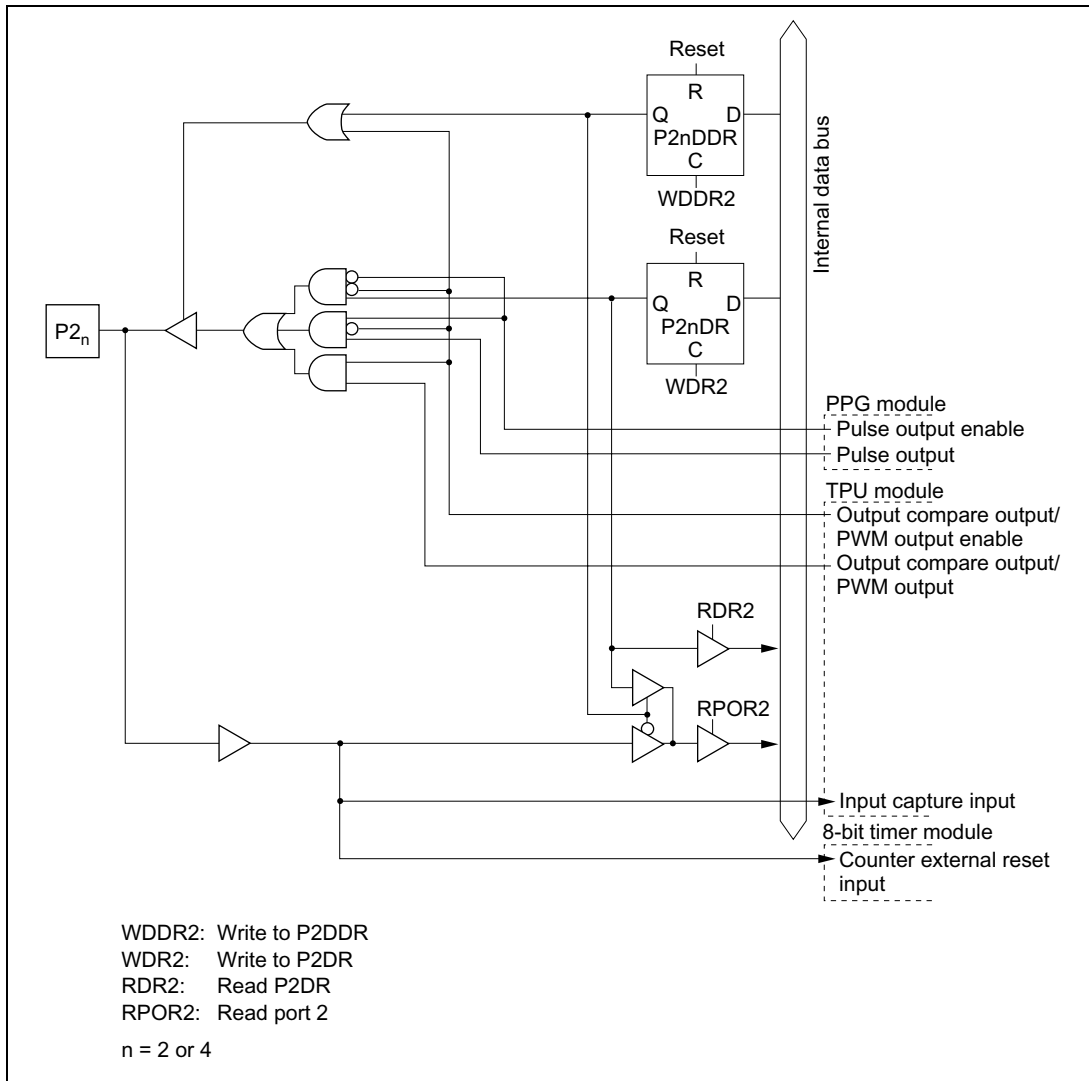 Reset
R
Q D
P2nDDR
C
WDDR2
Internal data bus
Reset
R
Q D
P2nDR
C
WDR2
P2n
PPG module
Pulse output enable
Pulse output
TPU module
Output compare output/
PWM output enable
Output compare output/
PWM output
RDR2
RPOR2
Input capture input
8-bit timer module
Counter external reset
input
WDDR2: Write to P2DDR
WDR2: Write to P2DR
RDR2: Read P2DR
RPOR2: Read port 2
n = 2 or 4